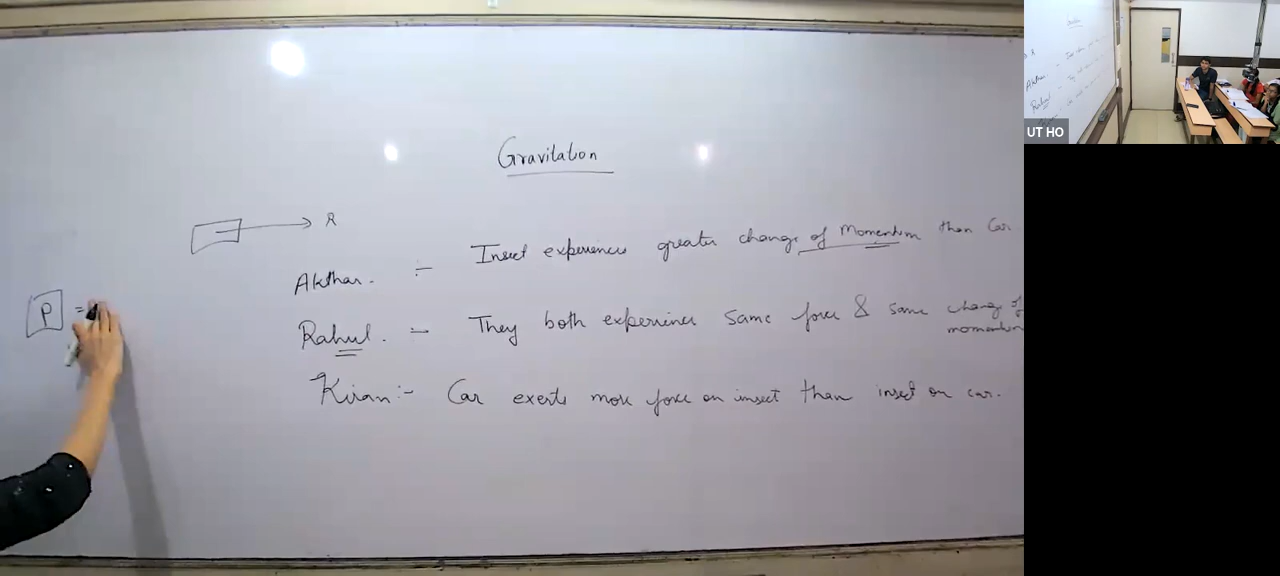 Gravitation
R
Akthar. :- Insect experiences greater change of Momentum than Car
Rahul. - They both experience same force & same change of momentum
Kiran :- Car exerts more force on insect than insect on car.
P =
UT HO